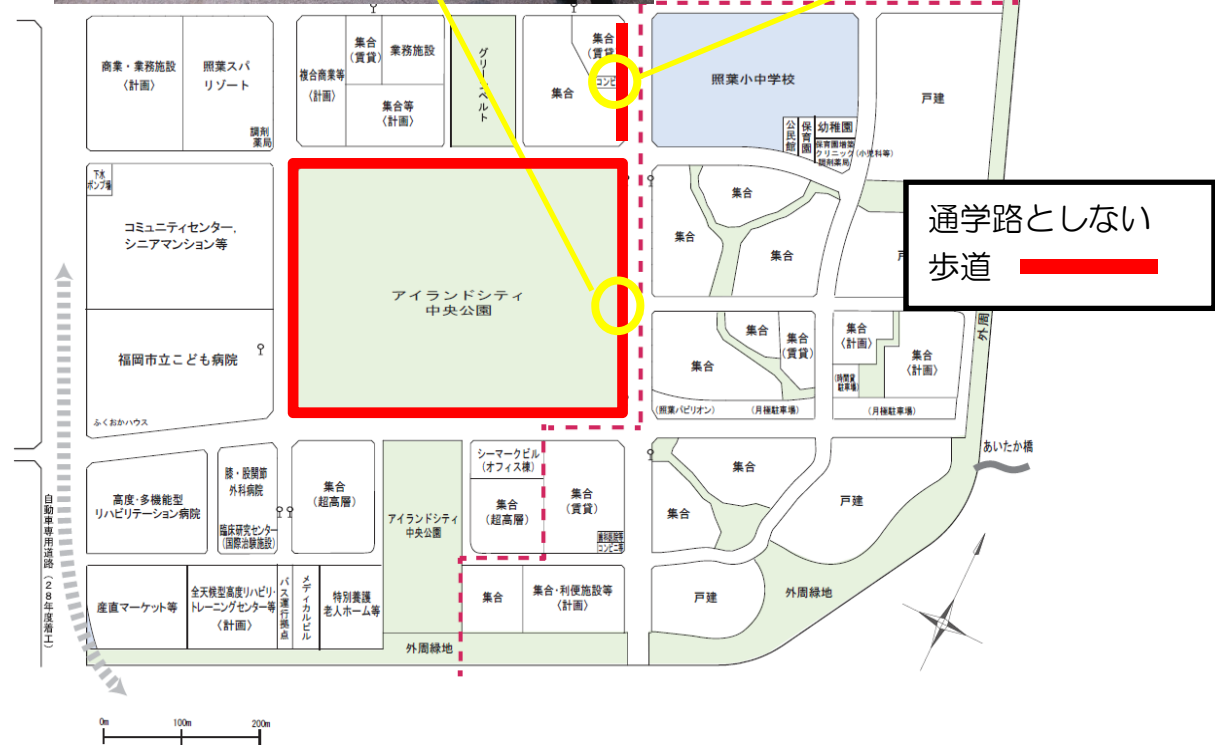 商業・業務施設
〈計画〉
照葉スパ
リゾート
調剤
薬局
複合商業等
〈計画〉
集合
(賃貸)
業務施設
集合等
〈計画〉
グリーンベルト
集合
(賃貸
コンビ
集合
照葉小中学校
公民館
保育園
幼稚園
保育園増築
クリニック(小児科等)
調剤薬局
戸建
下水
ポンプ場
コミュニティセンター,
シニアマンション等
アイランドシティ
中央公園
集合
集合
集合
戸
通学路としない
歩道
福岡市立こども病院
ふくおかハウス
集合
集合
集合
(賃貸)
(照葉パビリオン)
(月極駐車場)
集合
〈計画〉
集合
〈計画〉
(時間貸
駐車場)
(月極駐車場)
外周
あいたか橋
高度・多機能型
リハビリテーション病院
膝・股関節
外科病院
臨床研究センター
(国際治験施設)
集合
(超高層)
アイランドシティ
中央公園
シーマークビル
(オフィス棟)
集合
(超高層)
集合
(賃貸)
歯科医院等
コンビニ等
集合
集合
戸建
自動車専用道路(28年度着工)
産直マーケット等
全天候型高度リハビリ・
トレーニングセンター等
〈計画〉
バス運行拠点
メディカルビル
特別養護
老人ホーム等
集合
集合・利便施設等
〈計画〉
戸建
外周緑地
外周緑地
0m
100m
200m